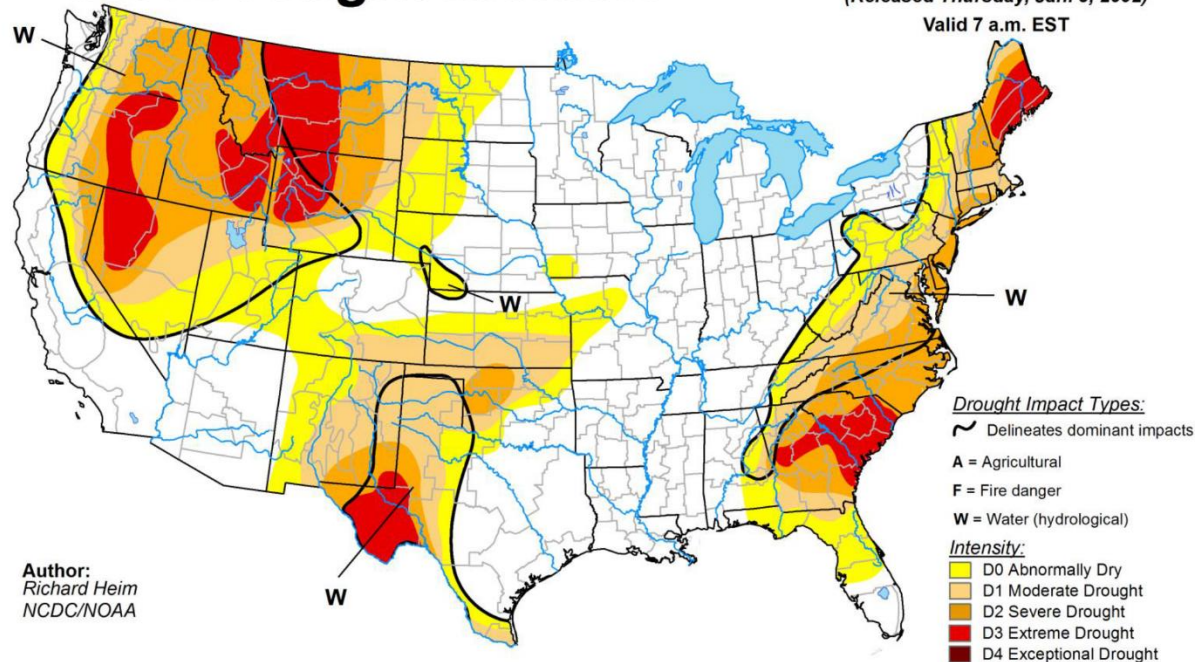 Valid 7 a.m. EST
W
W
W
W
Drought Impact Types:
Delineates dominant impacts
A = Agricultural
F = Fire danger
W = Water (hydrological)
Intensity:
D0 Abnormally Dry
D1 Moderate Drought
D2 Severe Drought
D3 Extreme Drought
D4 Exceptional Drought
Author:
Richard Heim
NCDC/NOAA